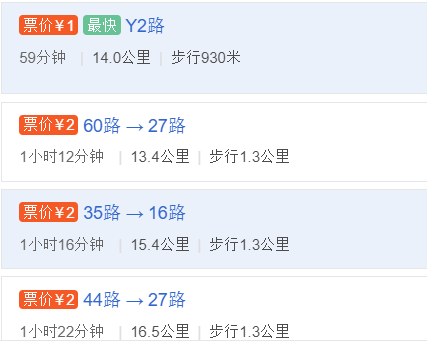 票价¥1 最快 Y2路
59分钟 | 14.0公里 | 步行930米
票价¥2 60路 → 27路
1小时12分钟 | 13.4公里 | 步行1.3公里
票价¥2 35路 → 16路
1小时16分钟 | 15.4公里 | 步行1.3公里
票价¥2 44路 → 27路
1小时22分钟 | 16.5公里 | 步行1.3公里